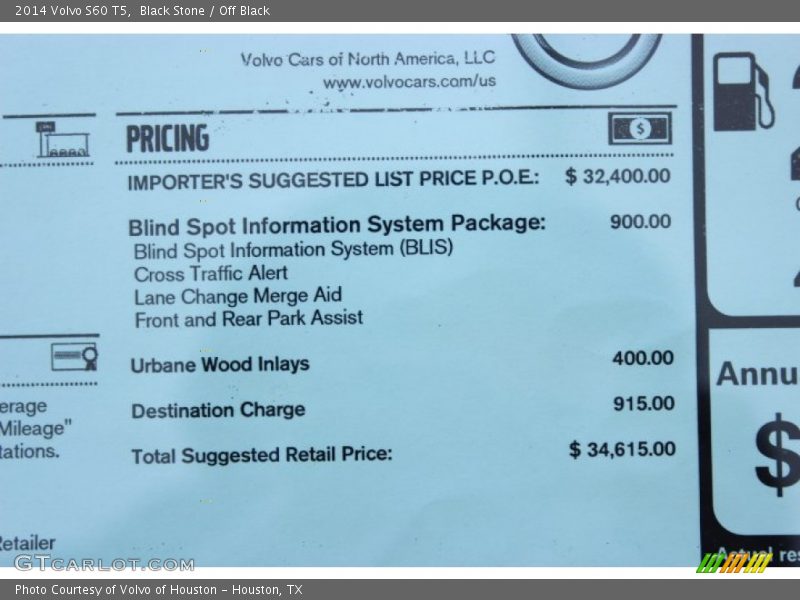 2014 Volvo S60 T5, Black Stone / Off Black
Volvo Cars of North America, LLC
www.volvocars.com/us
PRICING
$
IMPORTER'S SUGGESTED LIST PRICE P.O.E.: $ 32,400.00
Blind Spot Information System Package: 900.00
Blind Spot Information System (BLIS)
Cross Traffic Alert
Lane Change Merge Aid
Front and Rear Park Assist
Urbane Wood Inlays 400.00
Destination Charge 915.00
Total Suggested Retail Price: $ 34,615.00
erage
Mileage"
tations.
Retailer
Annu
$
Actual res
GTCARLOT.COM
Photo Courtesy of Volvo of Houston - Houston, TX